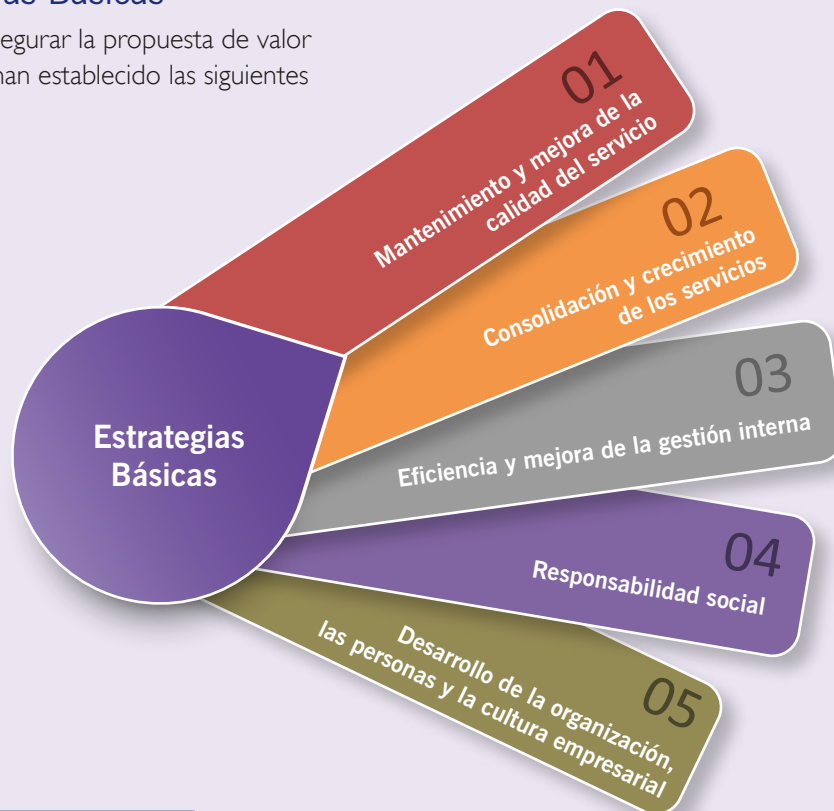 Básicas
egurar la propuesta de valor
han establecido las siguientes
01
Mantenimiento y mejora de la
calidad del servicio
02
Consolidación y crecimiento
de los servicios
03
Eficiencia y mejora de la gestión interna
Estrategias
Básicas
04
Responsabilidad social
05
Desarrollo de la organización,
las personas y la cultura empresarial